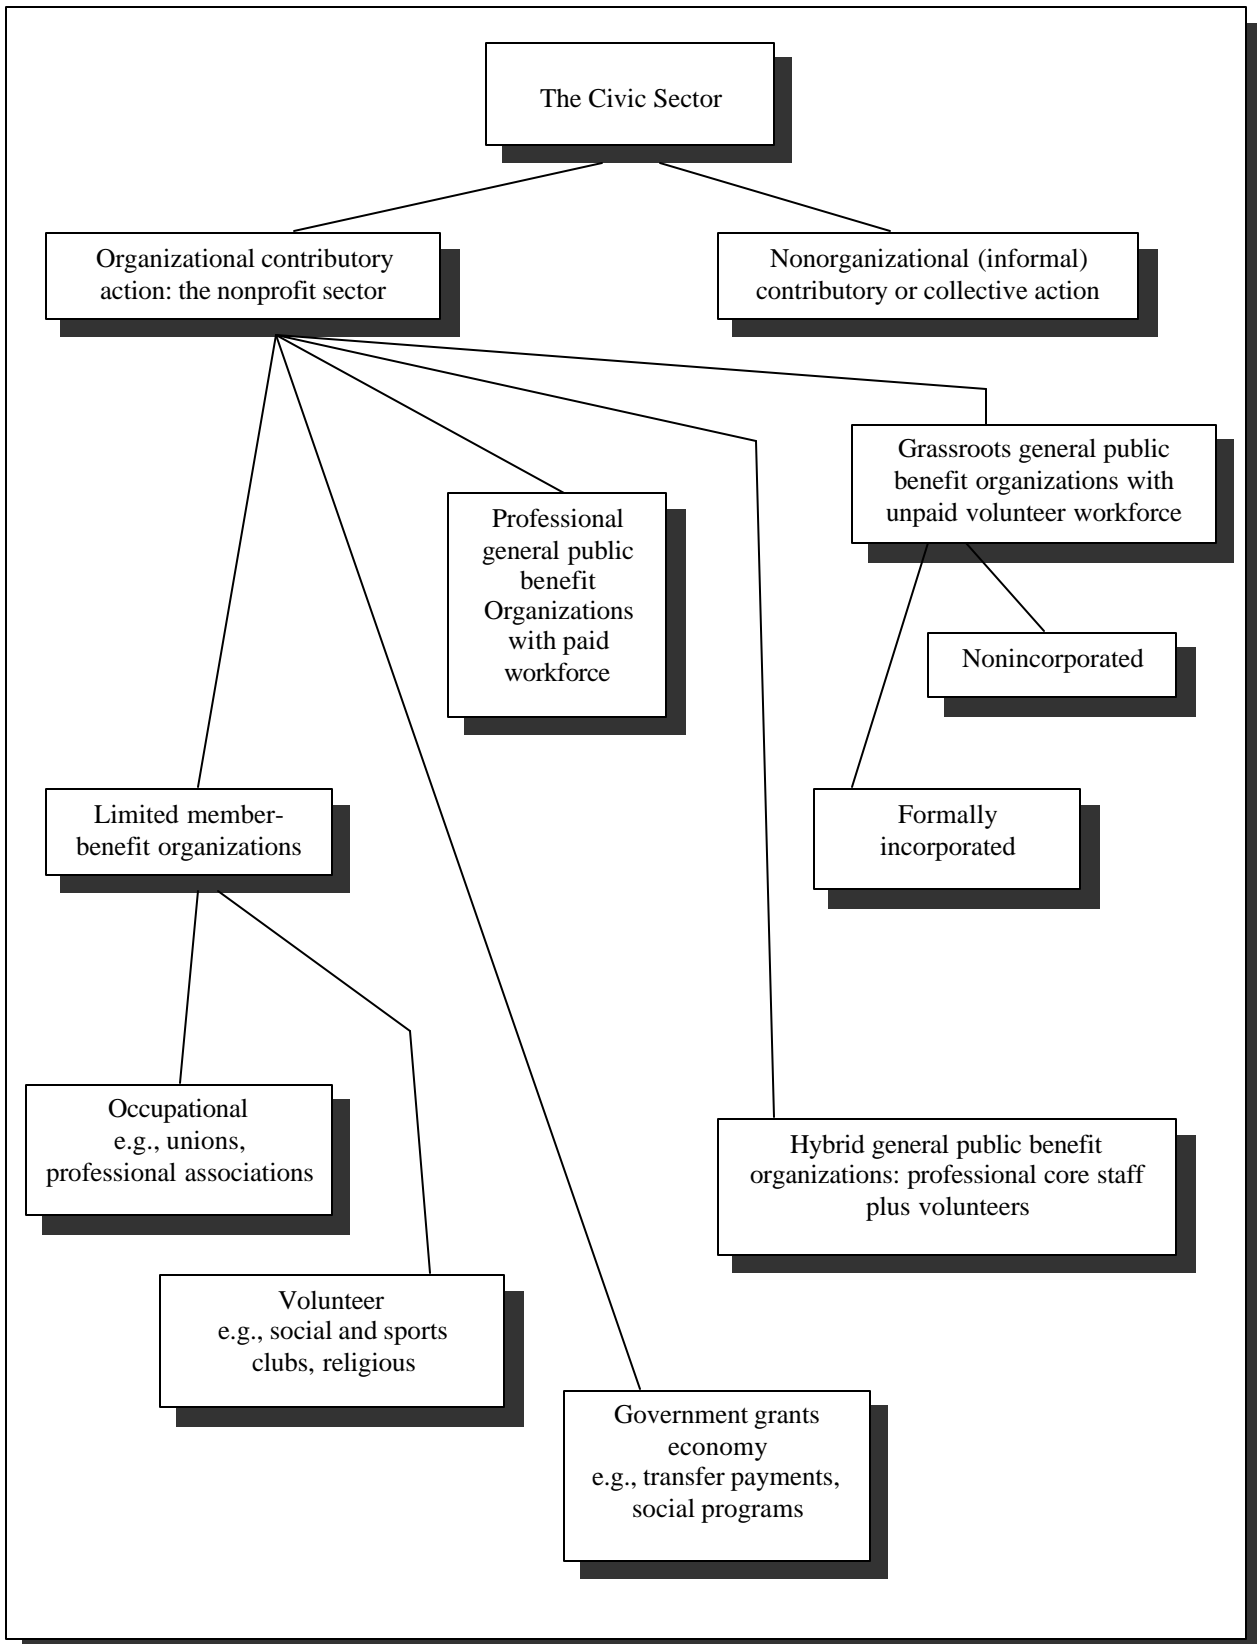 The Civic Sector
Organizational contributory
action: the nonprofit sector
Nonorganizational (informal)
contributory or collective action
Grassroots general public
benefit organizations with
unpaid volunteer workforce
Professional
general public
benefit
Organizations
with paid
workforce
Nonincorporated
Limited member-
benefit organizations
Formally
incorporated
Occupational
e.g., unions,
professional associations
Hybrid general public benefit
organizations: professional core staff
plus volunteers
Volunteer
e.g., social and sports
clubs, religious
Government grants
economy
e.g., transfer payments,
social programs